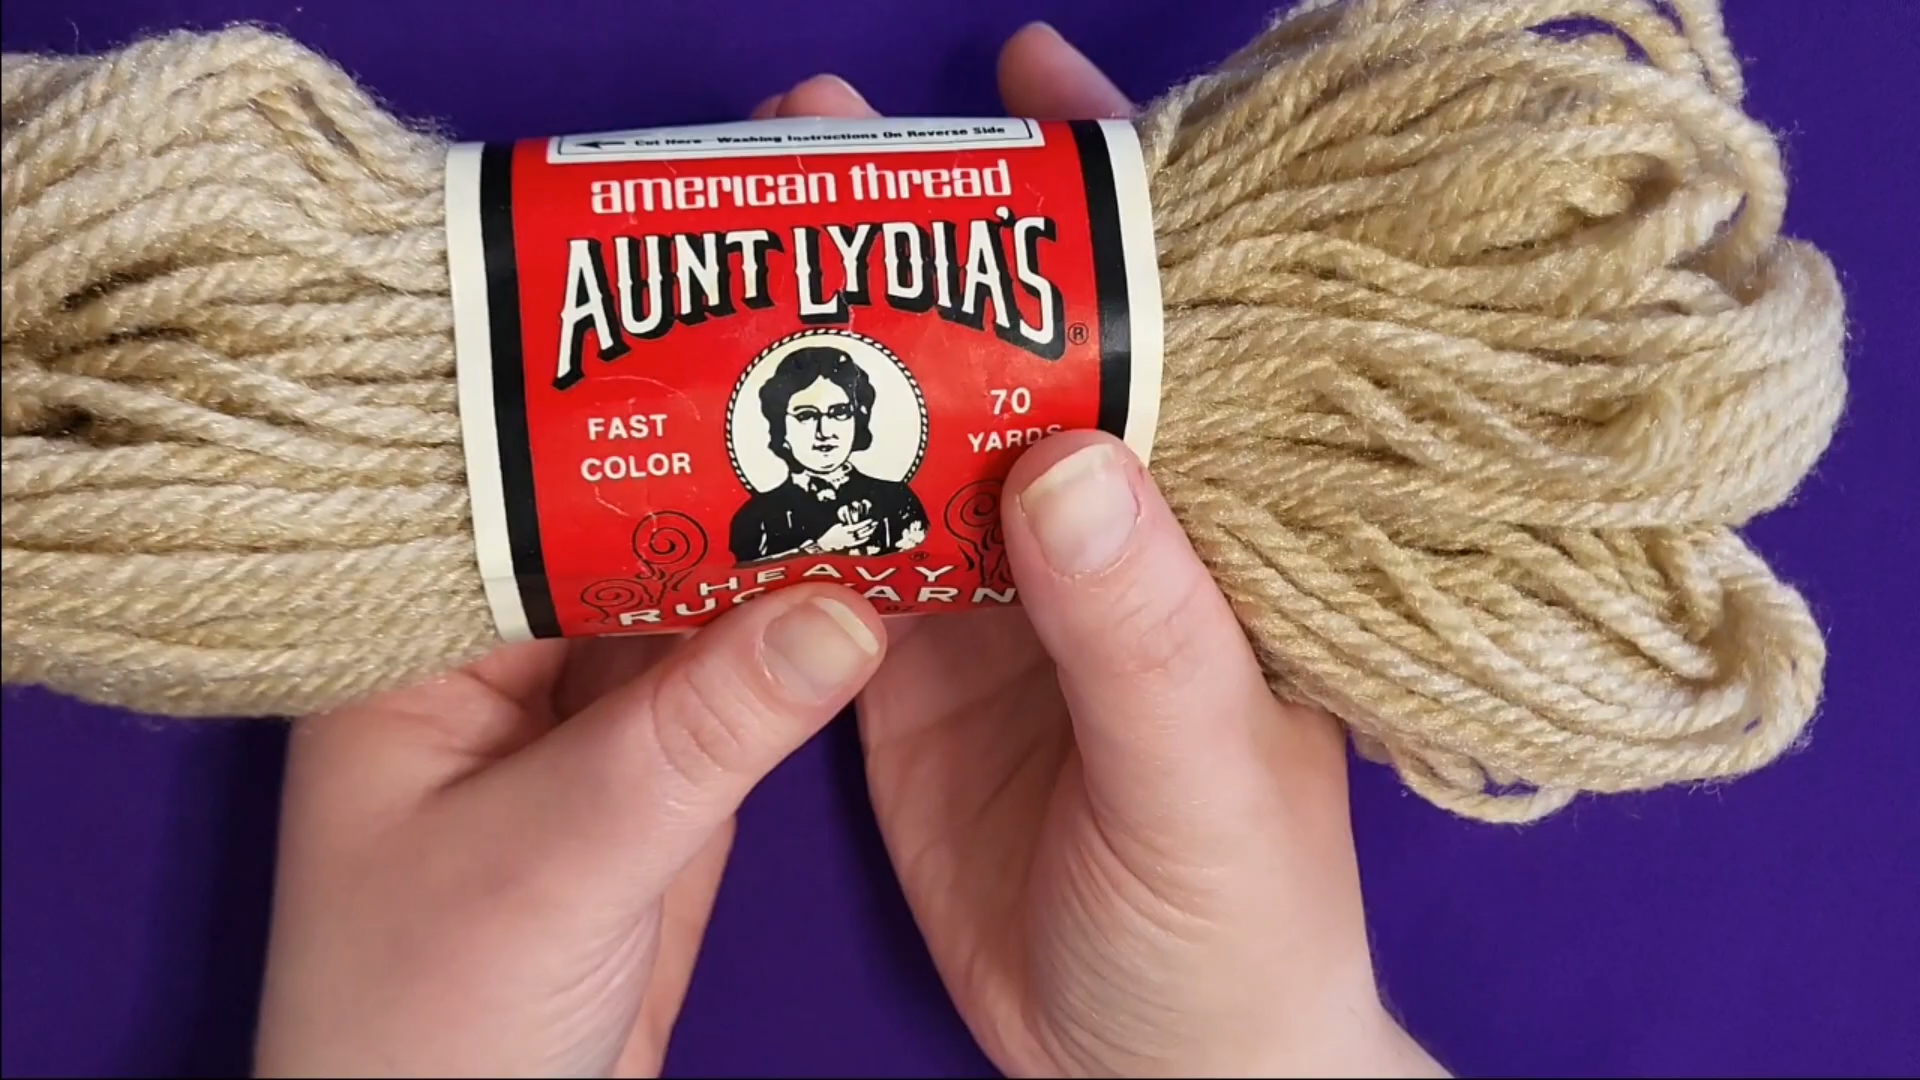 Cut Here - Washing Instructions On Reverse Side
american thread
AUNT LYDIA'S ®
FAST
COLOR
70
YARDS
®
HEAVY